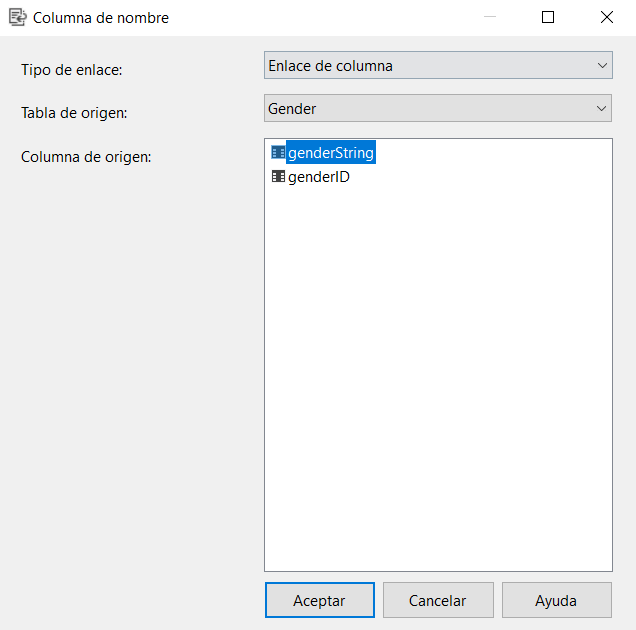 Columna de nombre
Tipo de enlace:
Enlace de columna
Tabla de origen:
Gender
Columna de origen:
genderString
genderID
Aceptar
Cancelar
Ayuda